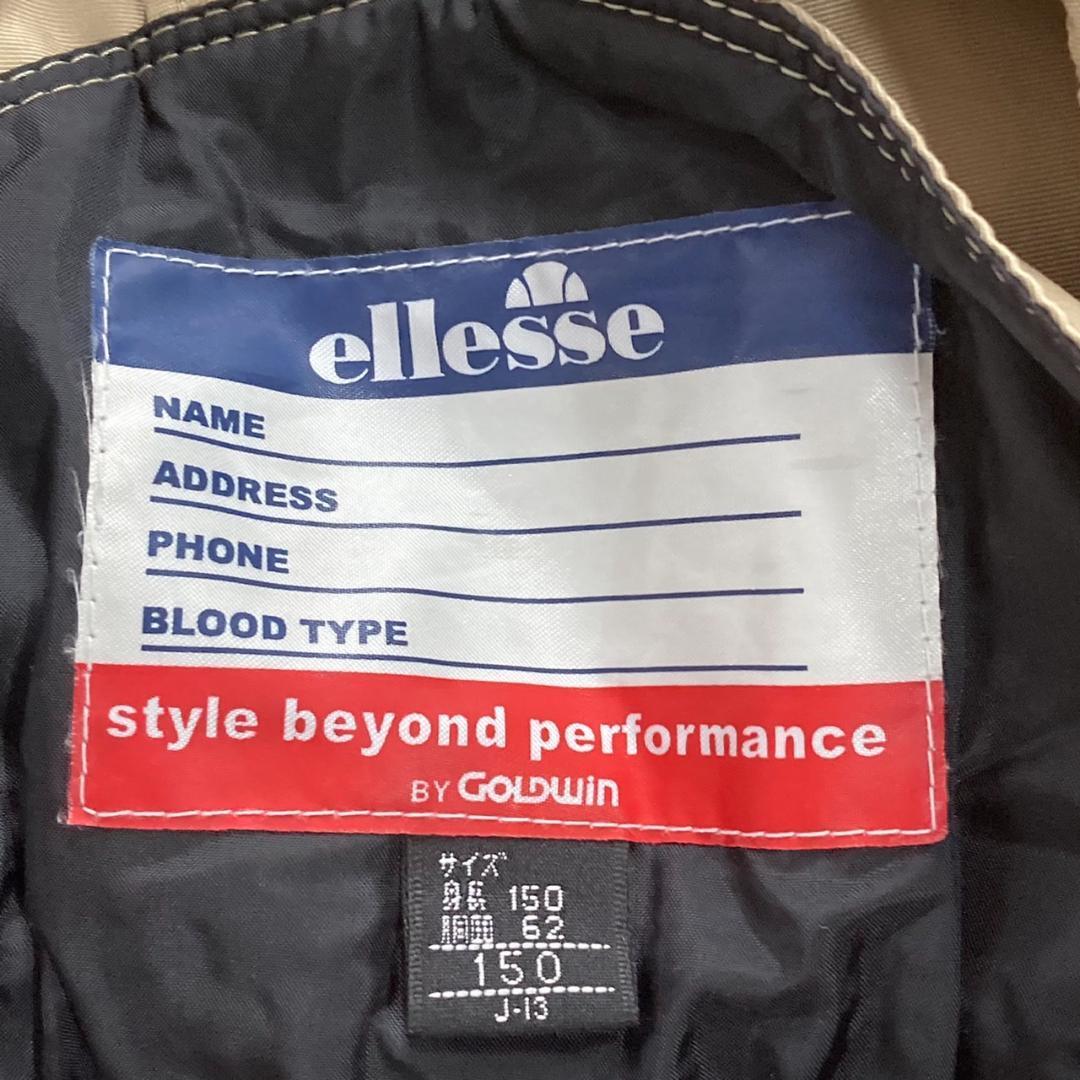 ellesse
NAME
ADDRESS
PHONE
BLOOD TYPE
style beyond performance
BY GOLDWIN
サイズ
身長 150
胴囲 62
150
J-13